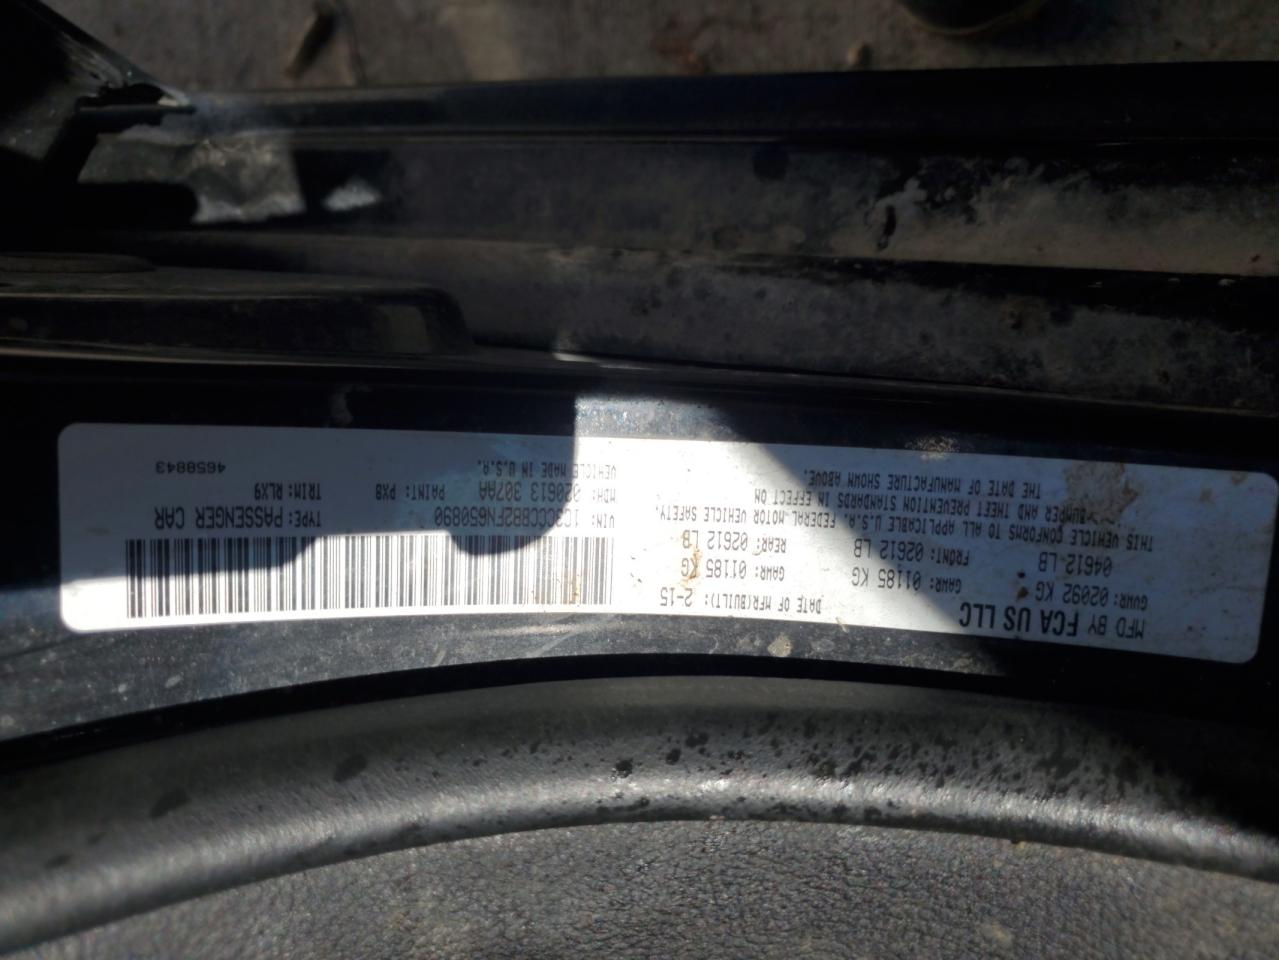 MFD BY FCA US LLC
DATE OF MFR(BUILT): 2-15
GVWR: 02092 KG GAWR: 01185 KG GAWR: 01185 KG
04612 LB FRONT: 02612 LB REAR: 02612 LB
THIS VEHICLE CONFORMS TO ALL APPLICABLE U.S.A. FEDERAL MOTOR VEHICLE SAFETY,
BUMPER AND THEFT PREVENTION STANDARDS IN EFFECT ON
THE DATE OF MANUFACTURE SHOWN ABOVE.
VIN: 1C3CCCCB2FN650890 TYPE: PASSENGER CAR
MDH: 020613 307AA PAINT: PX8 TRIM: RLX9
VEHICLE MADE IN U.S.A. 4658843